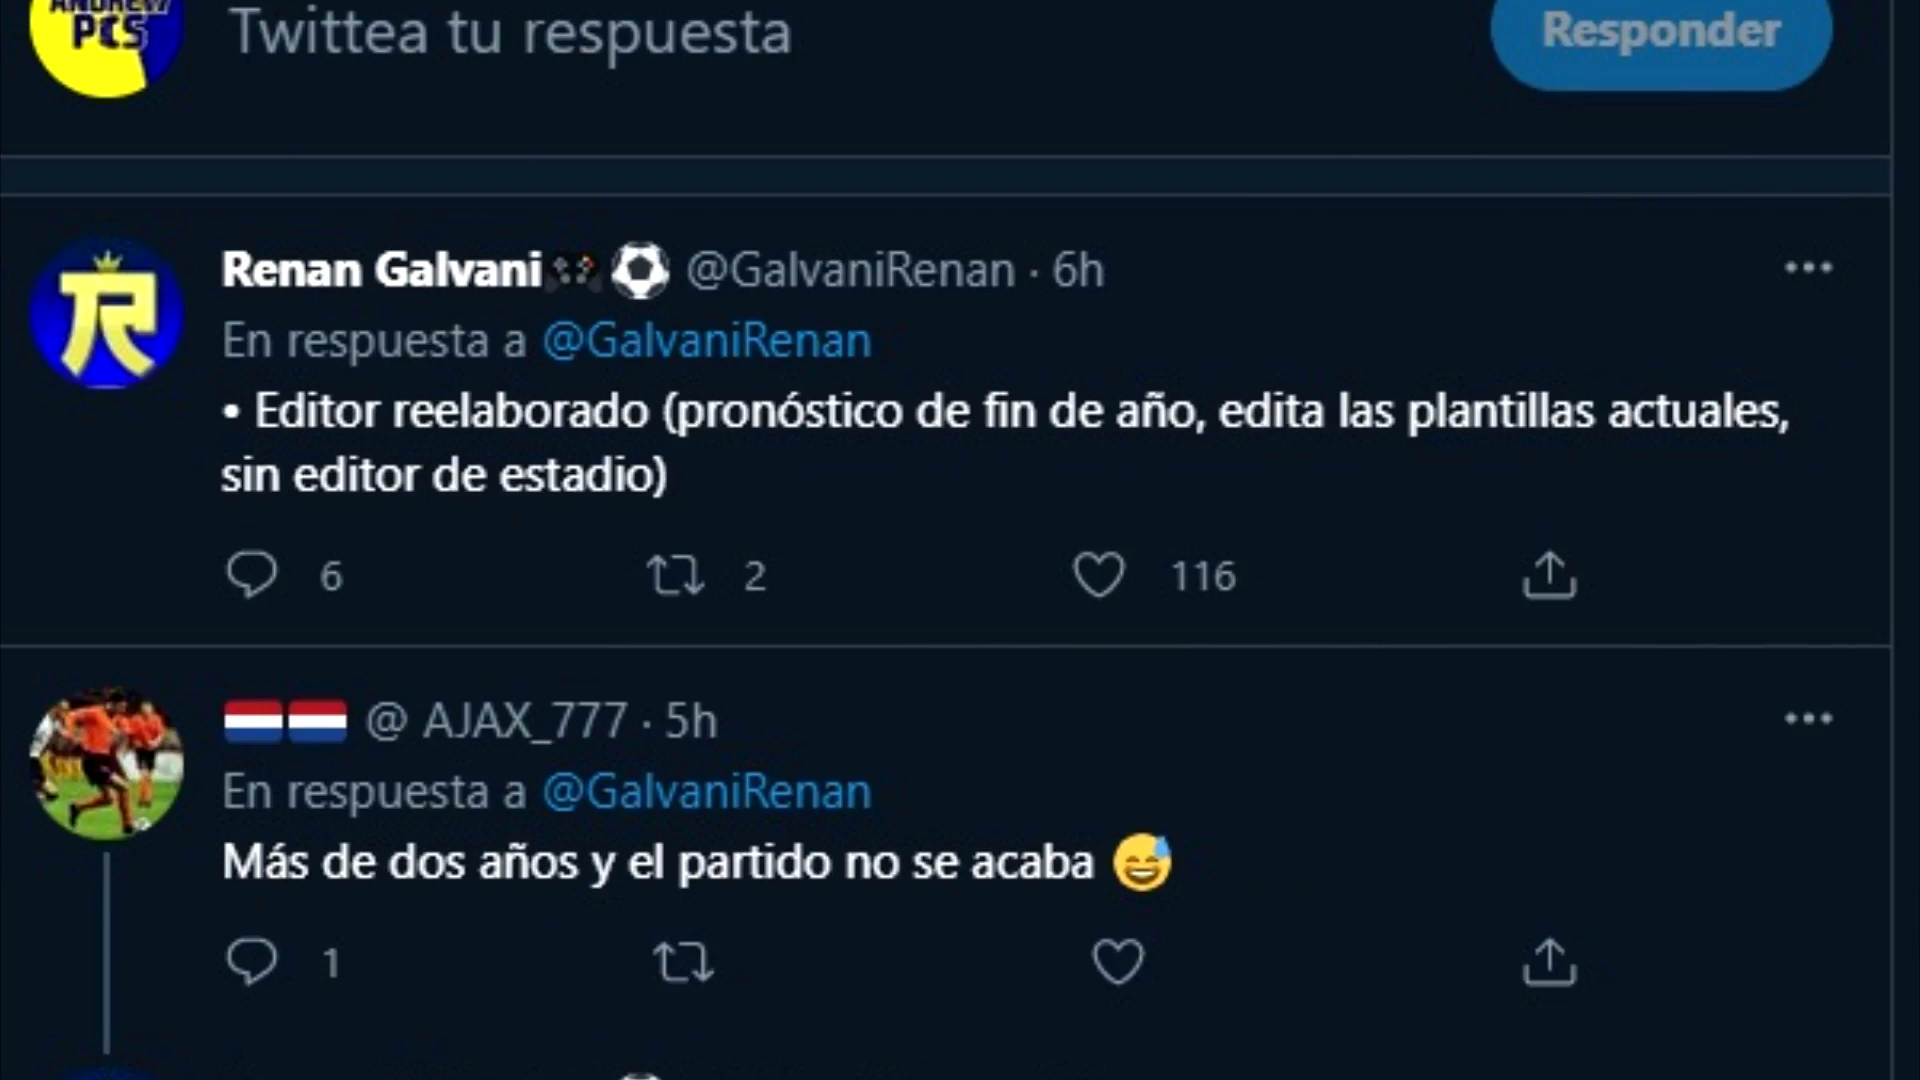 ANDREW
PCS
Twittea tu respuesta
Responder
Renan Galvani🎮⚽ @GalvaniRenan · 6h
En respuesta a @GalvaniRenan
• Editor reelaborado (pronóstico de fin de año, edita las plantillas actuales,
sin editor de estadio)
6 2 116
🇳🇱🇳🇱 @ AJAX_777 · 5h
En respuesta a @GalvaniRenan
Más de dos años y el partido no se acaba 😅
1